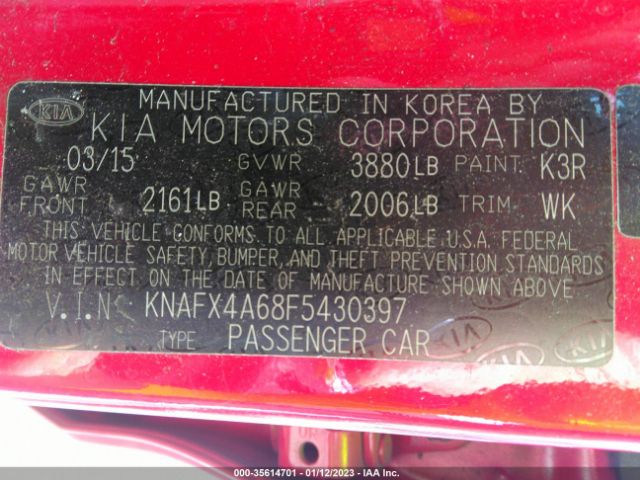 KIA
MANUFACTURED IN KOREA BY
KIA MOTORS CORPORATION
03/15 GVWR 3880LB PAINT K3R
GAWR FRONT 2161LB GAWR REAR 2006LB TRIM WK
THIS VEHICLE CONFORMS TO ALL APPLICABLE U.S.A. FEDERAL
MOTOR VEHICLE SAFETY, BUMPER, AND THEFT PREVENTION STANDARDS
IN EFFECT ON THE DATE OF MANUFACTURE SHOWN ABOVE.
V.I.N: KNAFX4A68F5430397
TYPE PASSENGER CAR
000-35614701 - 01/12/2023 - IAA Inc.